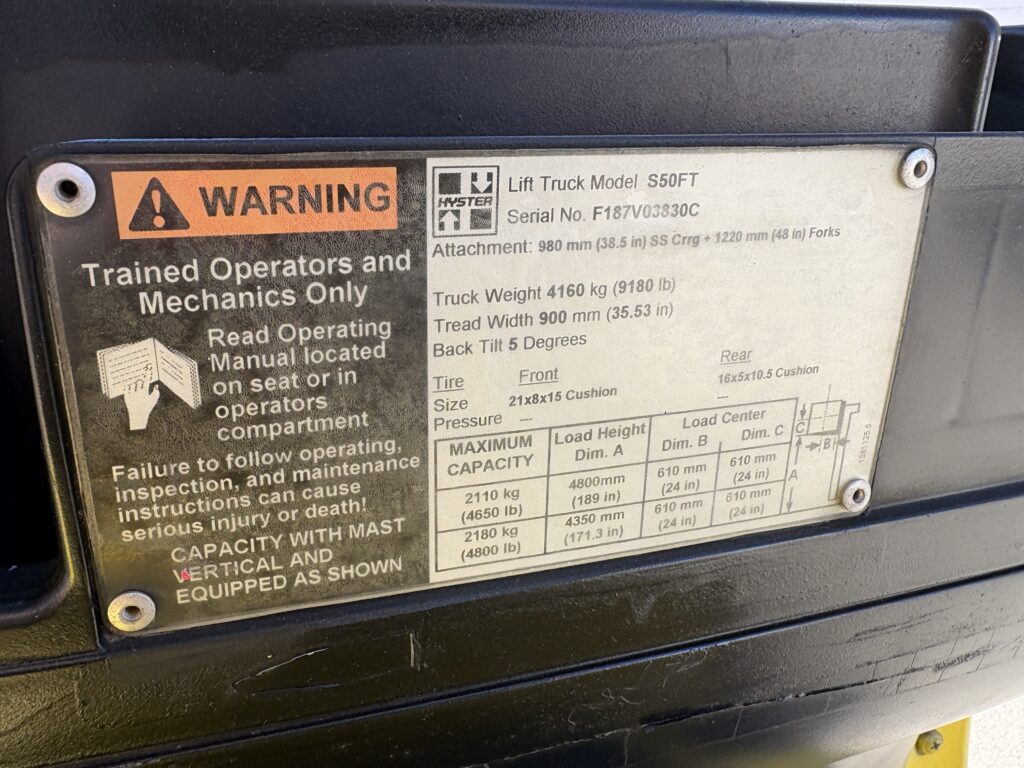 WARNING
Trained Operators and
Mechanics Only
Read Operating
Manual located
on seat or in
operators
compartment
Failure to follow operating,
inspection, and maintenance
instructions can cause
serious injury or death!
CAPACITY WITH MAST
VERTICAL AND
EQUIPPED AS SHOWN
HYSTER
Lift Truck Model S50FT
Serial No. F187V03830C
Attachment: 980 mm (38.5 in) SS Crrg + 1220 mm (48 in) Forks
Truck Weight 4160 kg (9180 lb)
Tread Width 900 mm (35.53 in)
Back Tilt 5 Degrees
Tire Front Rear
Size 21x8x15 Cushion 16x5x10.5 Cushion
Pressure — —
MAXIMUM CAPACITY Load Height Dim. A Load Center Dim. B Dim. C
2110 kg (4650 lb) 4800mm (189 in) 610 mm (24 in) 610 mm (24 in)
2180 kg (4800 lb) 4350 mm (171.3 in) 610 mm (24 in) 610 mm (24 in)
C
B
A
1381125.5